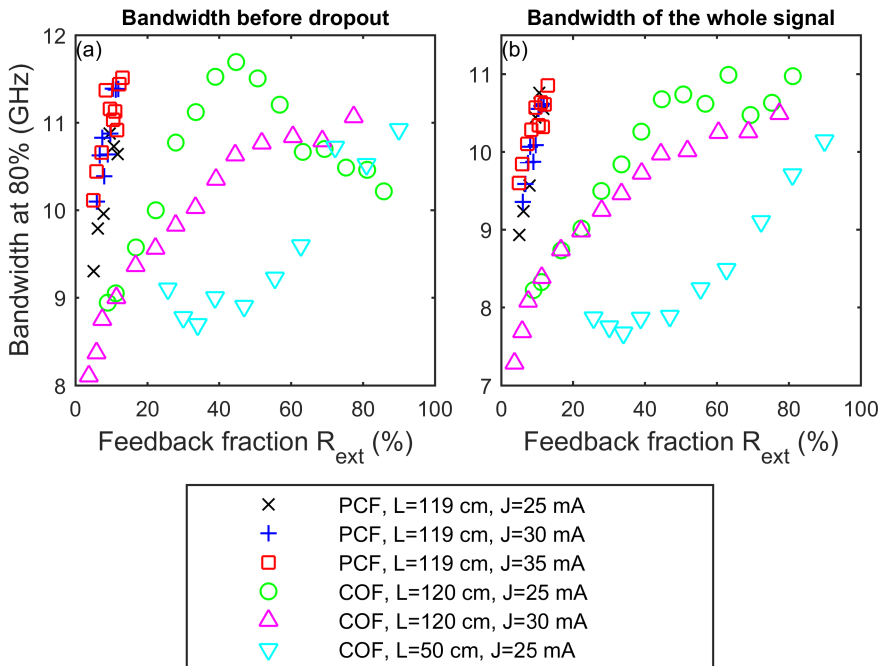 Bandwidth before dropout
Bandwidth of the whole signal
(a)
(b)
Bandwidth at 80% (GHz)
12
11
10
9
8
0 20 40 60 80 100
Feedback fraction R_ext (%)
11
10
9
8
7
0 20 40 60 80 100
Feedback fraction R_ext (%)
PCF, L=119 cm, J=25 mA
PCF, L=119 cm, J=30 mA
PCF, L=119 cm, J=35 mA
COF, L=120 cm, J=25 mA
COF, L=120 cm, J=30 mA
COF, L=50 cm, J=25 mA